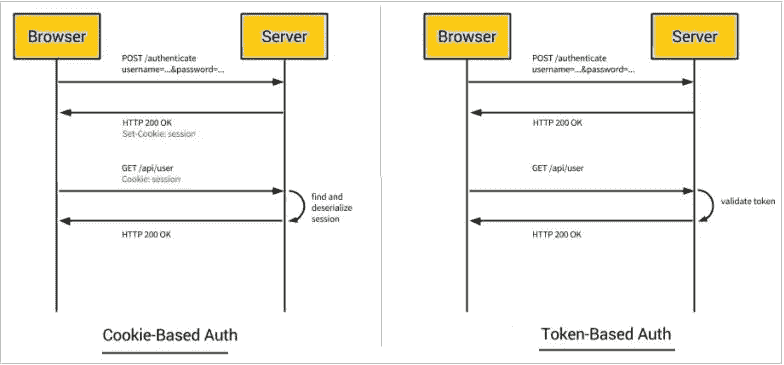 Browser
Server
POST /authenticate
username=...&password=...
HTTP 200 OK
Set-Cookie: session
GET /api/user
Cookie: session
find and
deserialize
session
HTTP 200 OK
Cookie-Based Auth
Browser
Server
POST /authenticate
username=...&password=...
HTTP 200 OK
GET /api/user
validate token
HTTP 200 OK
Token-Based Auth